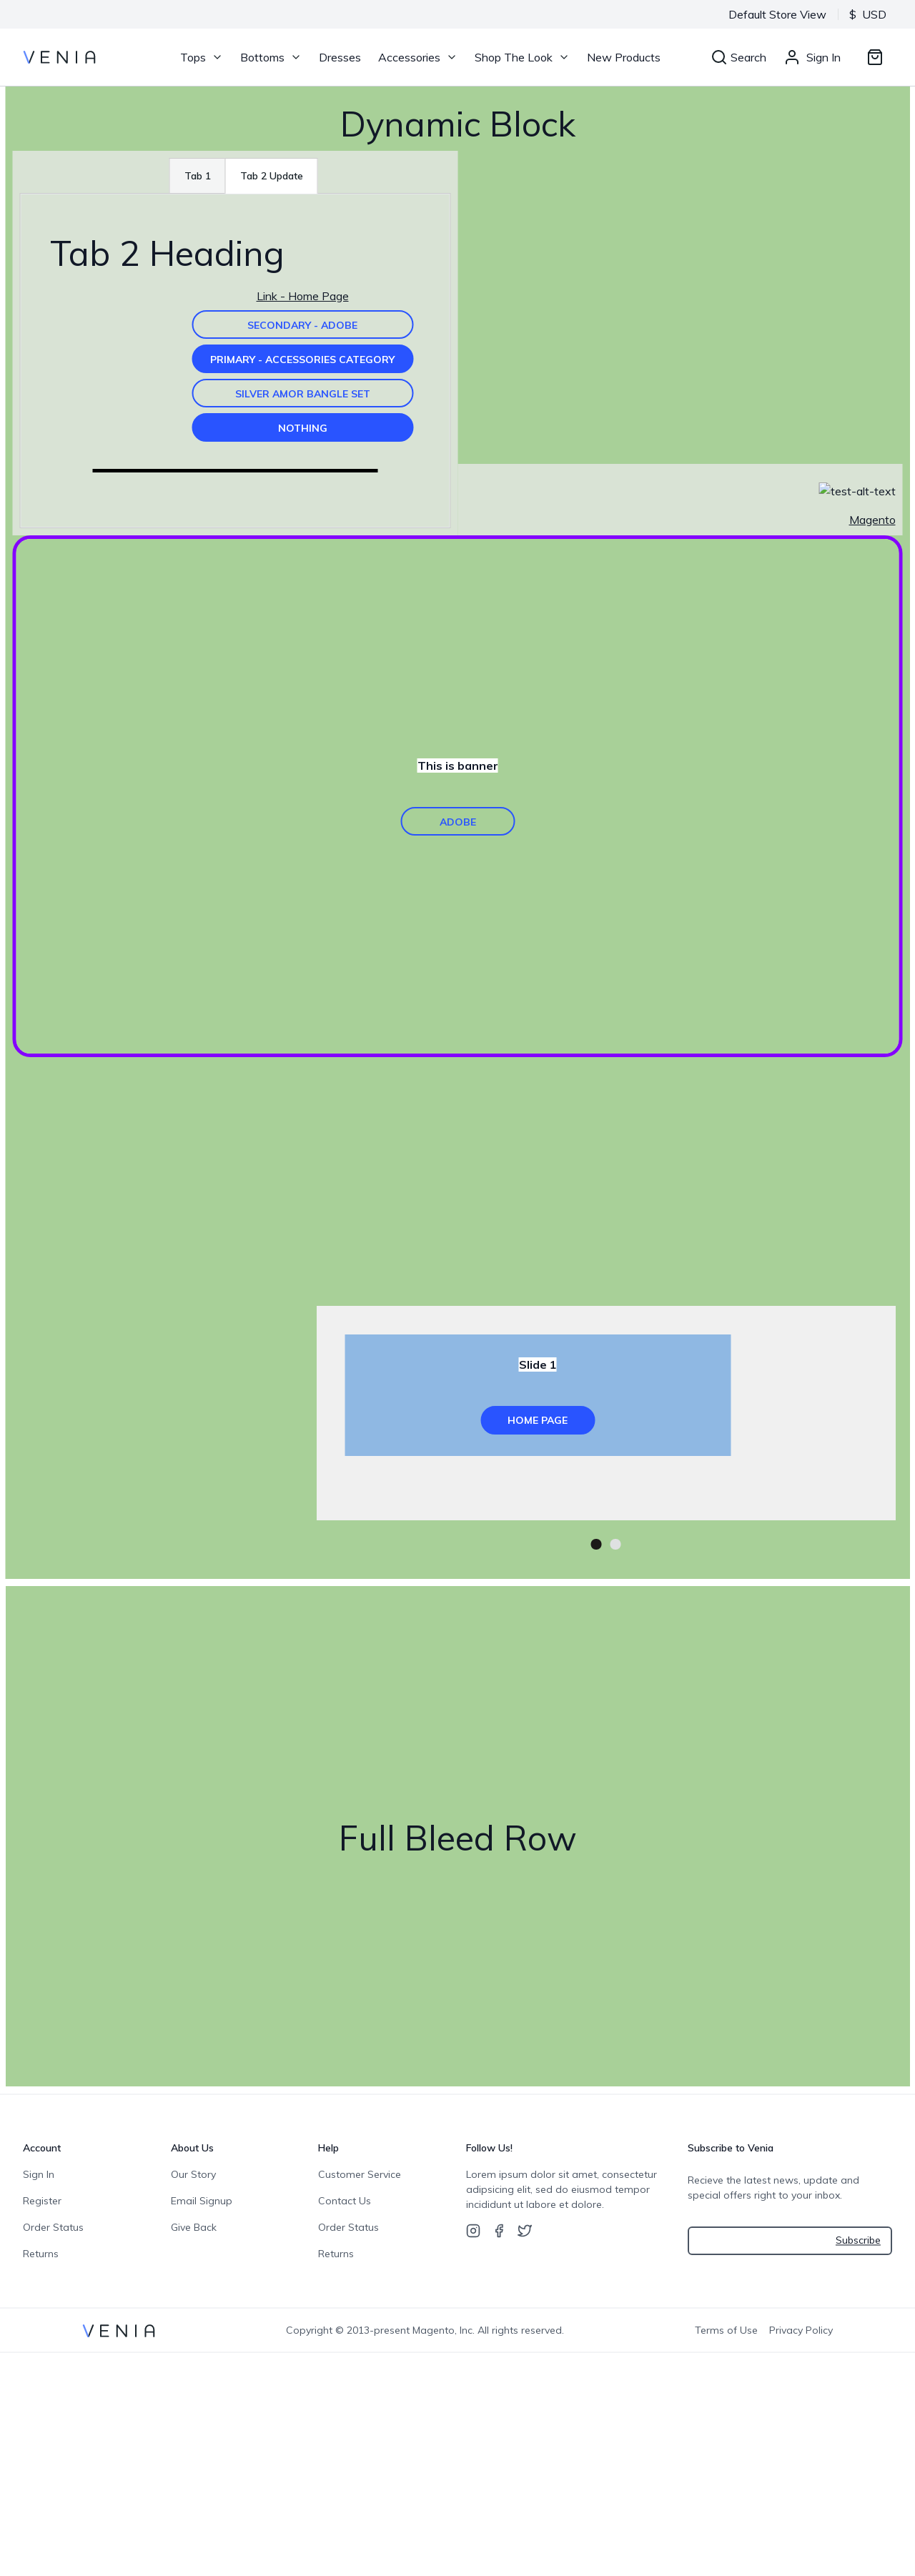 Default Store View
$ USD
VENIA
Tops
Bottoms
Dresses
Accessories
Shop The Look
New Products
Search
Sign In
Dynamic Block
Tab 1
Tab 2 Update
Tab 2 Heading
Link - Home Page
SECONDARY - ADOBE
PRIMARY - ACCESSORIES CATEGORY
SILVER AMOR BANGLE SET
NOTHING
test-alt-text
Magento
This is banner
ADOBE
Slide 1
HOME PAGE
Full Bleed Row
Account
Sign In
Register
Order Status
Returns
About Us
Our Story
Email Signup
Give Back
Help
Customer Service
Contact Us
Order Status
Returns
Follow Us!
Lorem ipsum dolor sit amet, consectetur
adipsicing elit, sed do eiusmod tempor
incididunt ut labore et dolore.
Subscribe to Venia
Recieve the latest news, update and
special offers right to your inbox.
Subscribe
VENIA
Copyright © 2013-present Magento, Inc. All rights reserved.
Terms of Use
Privacy Policy